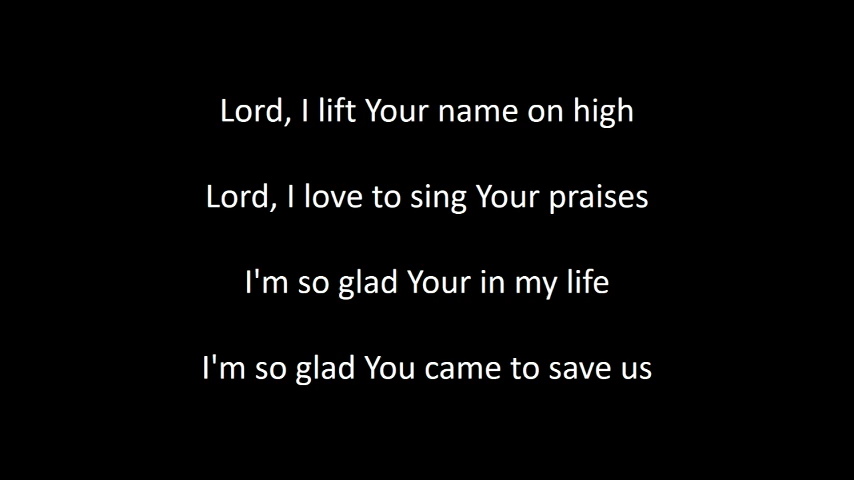 Lord, I lift Your name on high
Lord, I love to sing Your praises
I'm so glad Your in my life
I'm so glad You came to save us